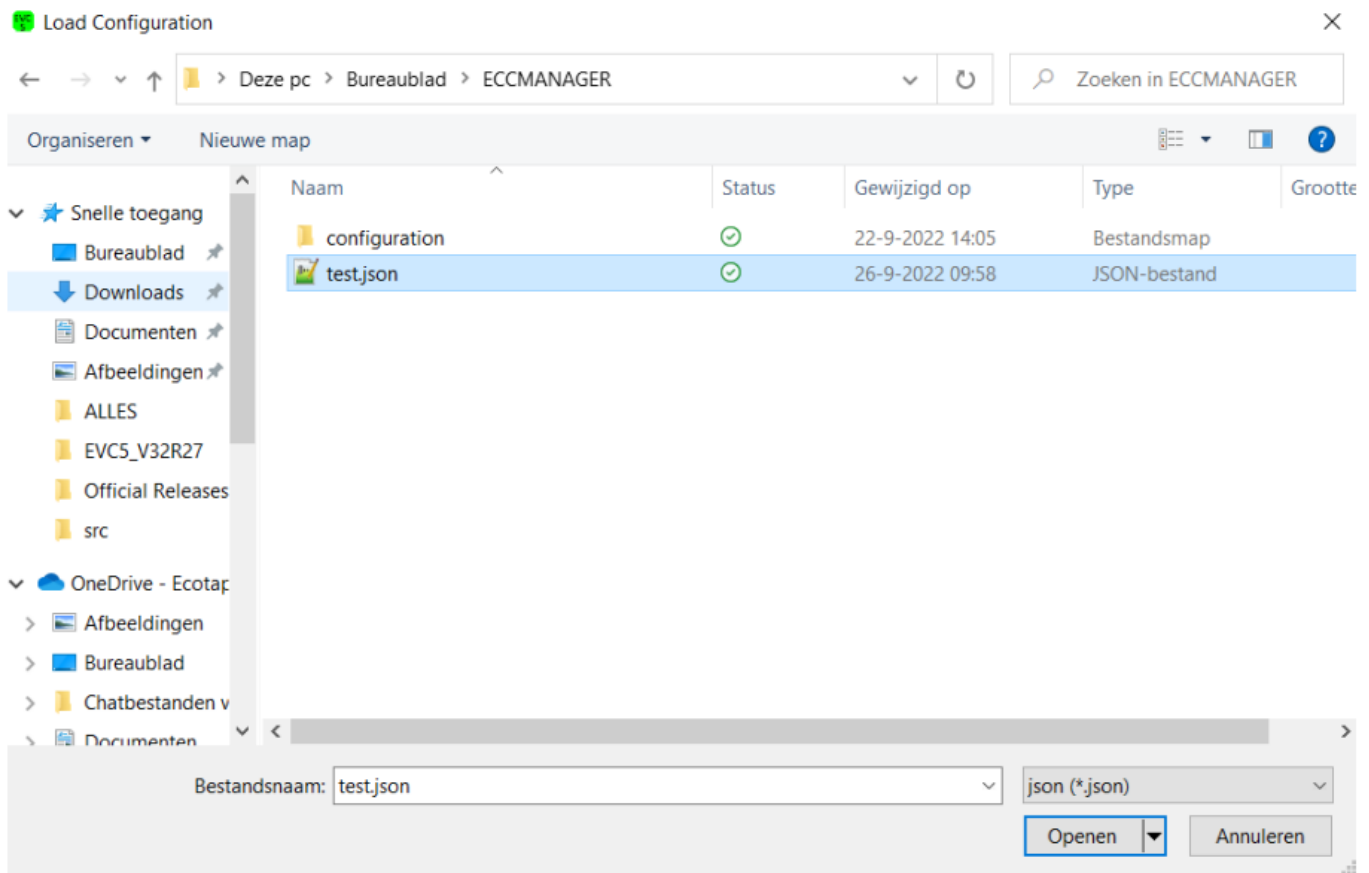 EVC 5 Load Configuration
Deze pc > Bureaublad > ECCMANAGER Zoeken in ECCMANAGER
Organiseren Nieuwe map ?
Naam Status Gewijzigd op Type Grootte
Snelle toegang
Bureaublad
Downloads
Documenten
Afbeeldingen
ALLES
EVC5_V32R27
Official Releases
src
OneDrive - Ecotap
Afbeeldingen
Bureaublad
Chatbestanden v
Documenten
configuration 22-9-2022 14:05 Bestandsmap
test.json 26-9-2022 09:58 JSON-bestand
Bestandsnaam: test.json json (*.json)
Openen Annuleren